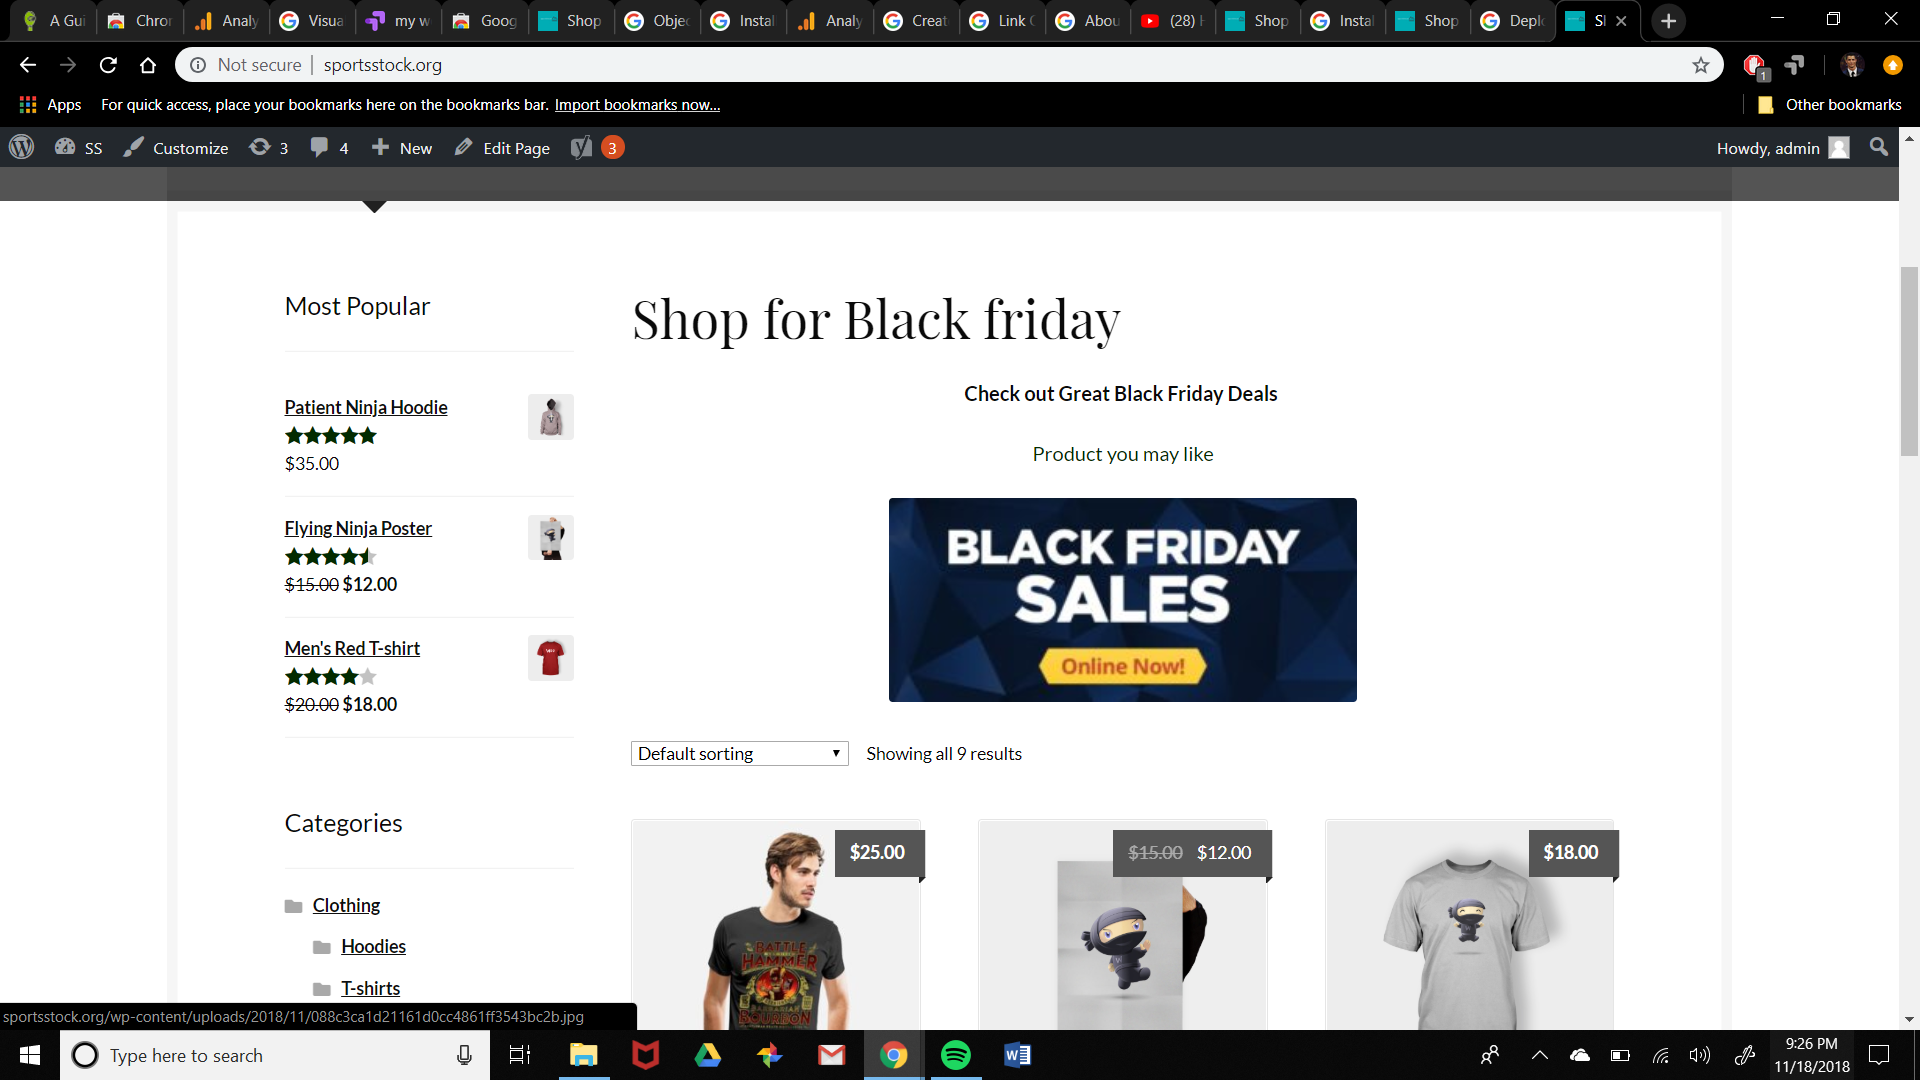 A Gui
Chror
Analy
Visua
my w
Goog
Shop
Objec
Instal
Analy
Creat
Link C
Abou
(28) H
Shop
Instal
Shop
Deplo
Sl
Not secure | sportsstock.org
1
Apps
For quick access, place your bookmarks here on the bookmarks bar. Import bookmarks now...
Other bookmarks
SS
Customize
3
4
New
Edit Page
3
Howdy, admin
Most Popular
Patient Ninja Hoodie
$35.00
Flying Ninja Poster
$15.00 $12.00
Men's Red T-shirt
$20.00 $18.00
Categories
Clothing
Hoodies
T-shirts
Shop for Black friday
Check out Great Black Friday Deals
Product you may like
BLACK FRIDAY
SALES
Online Now!
Default sorting
Showing all 9 results
$25.00
BATTLE
HAMMER
BOURBON
$15.00 $12.00
$18.00
sportsstock.org/wp-content/uploads/2018/11/088c3ca1d21161d0cc4861ff3543bc2b.jpg
Type here to search
9:26 PM
11/18/2018